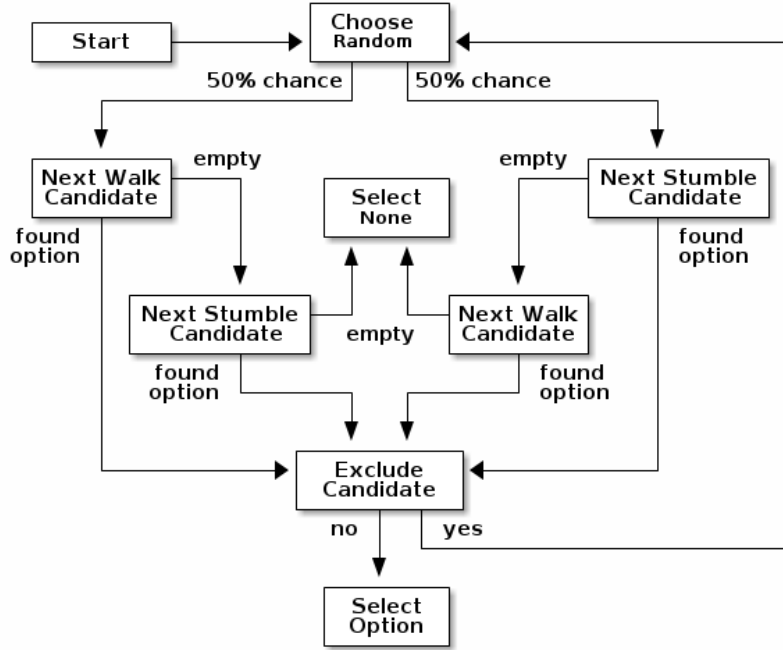 Choose
Random
Start
50% chance
50% chance
empty
empty
Next Walk
Candidate
Select
None
Next Stumble
Candidate
found
option
found
option
Next Stumble
Candidate
empty
Next Walk
Candidate
found
option
found
option
Exclude
Candidate
no
yes
Select
Option